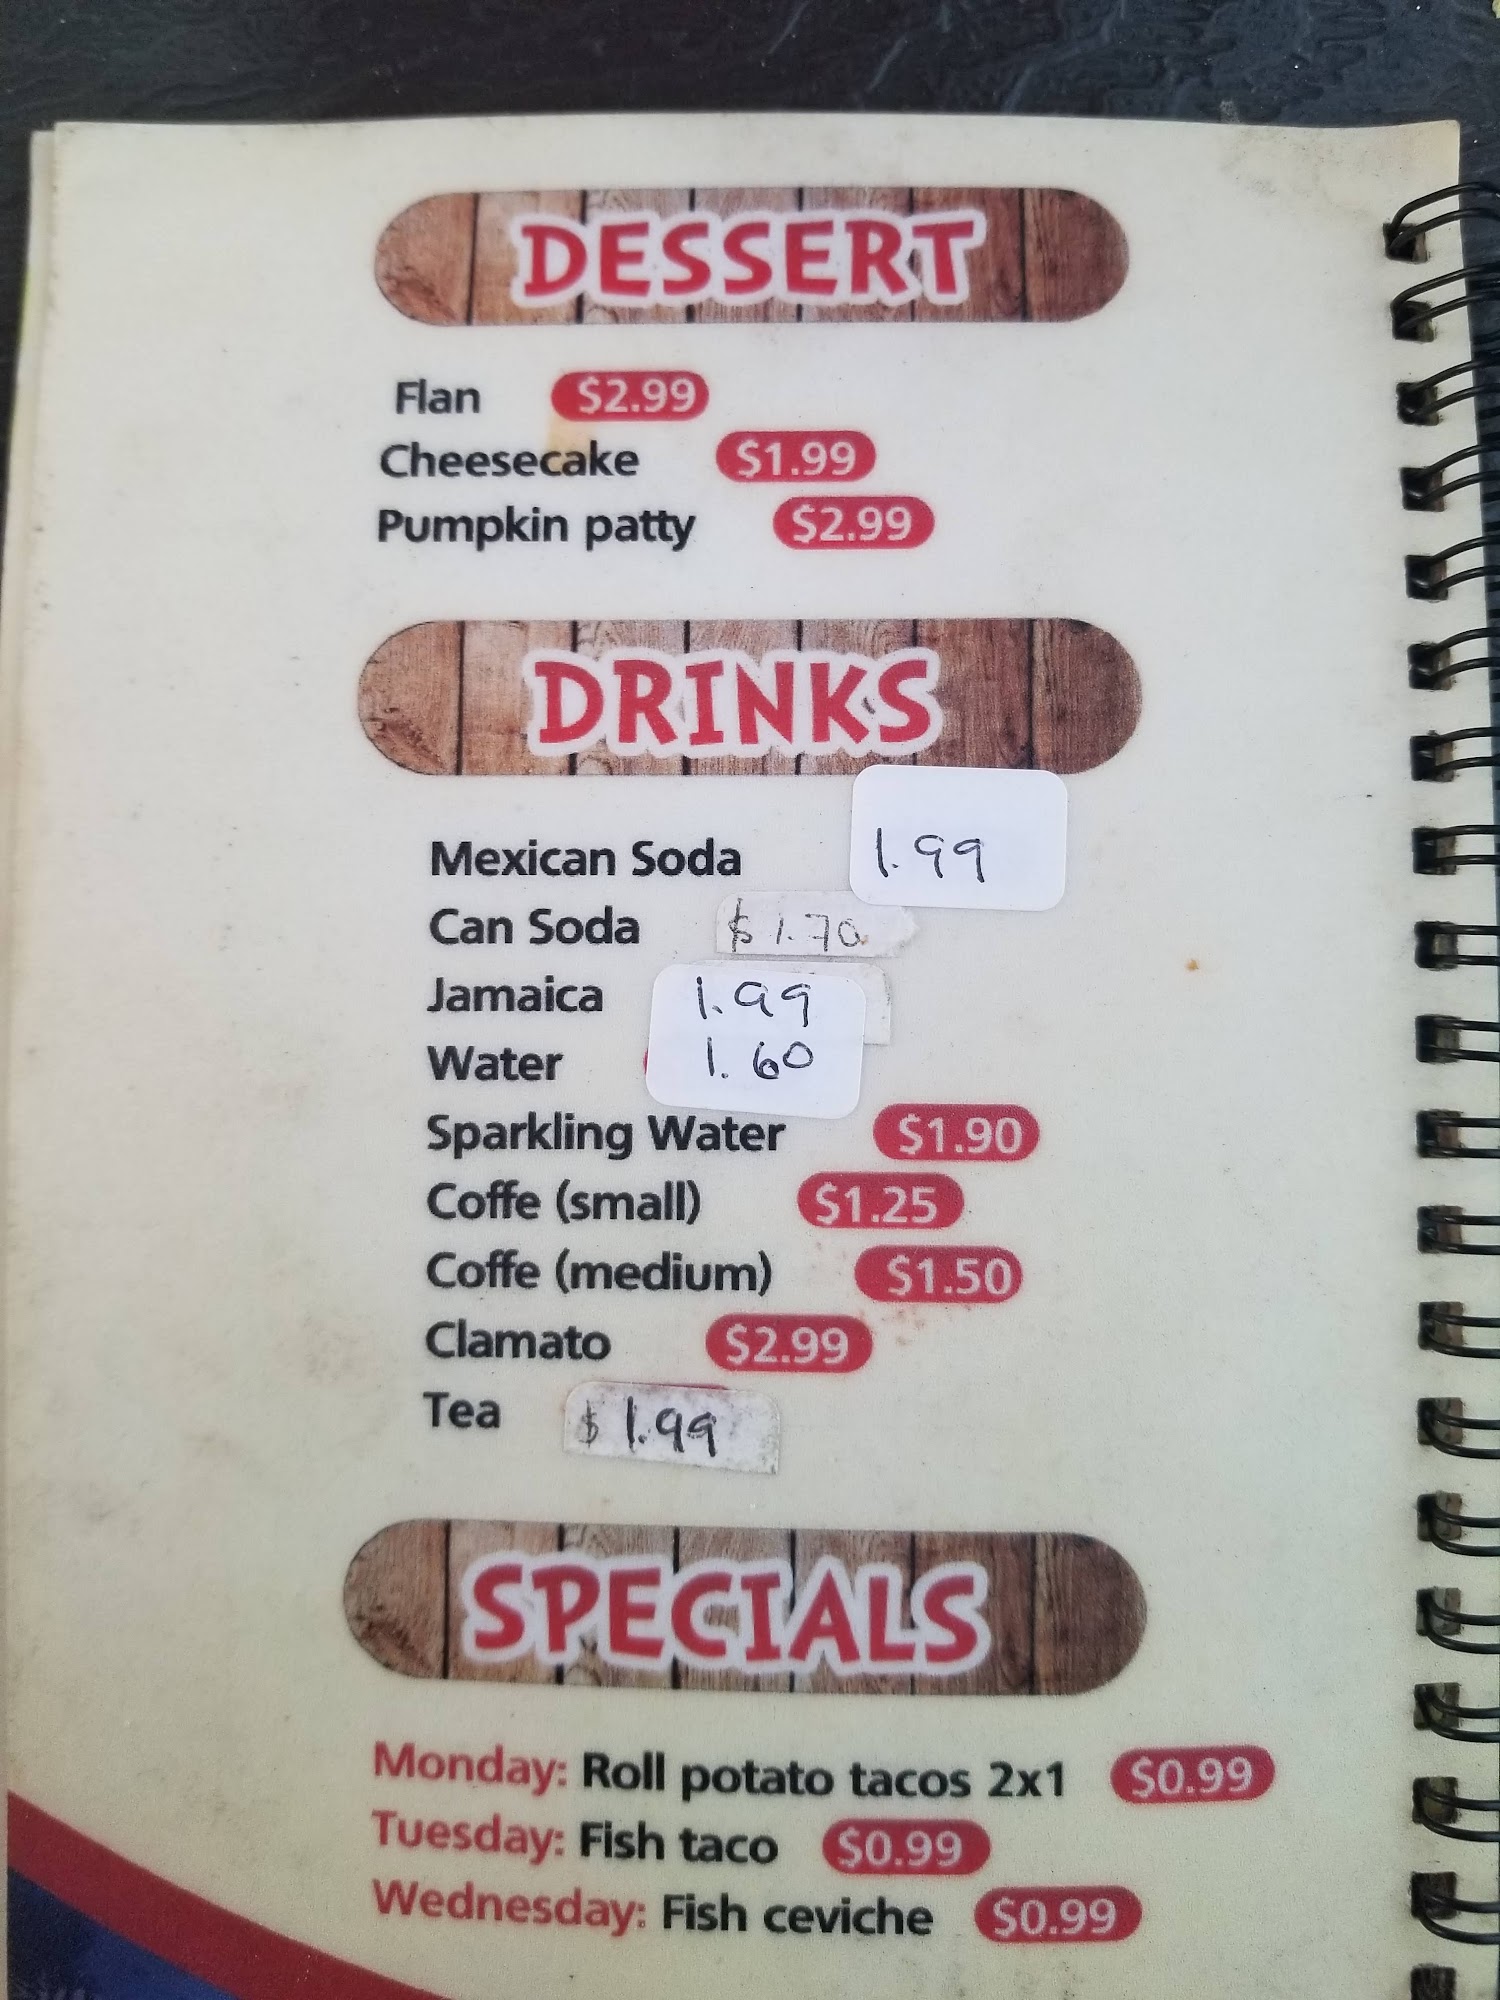 DESSERT
Flan $2.99
Cheesecake $1.99
Pumpkin patty $2.99
DRINKS
Mexican Soda 1.99
Can Soda $1.70
Jamaica 1.99
Water 1.60
Sparkling Water $1.90
Coffe (small) $1.25
Coffe (medium) $1.50
Clamato $2.99
Tea $1.99
SPECIALS
Monday: Roll potato tacos 2x1 $0.99
Tuesday: Fish taco $0.99
Wednesday: Fish ceviche $0.99